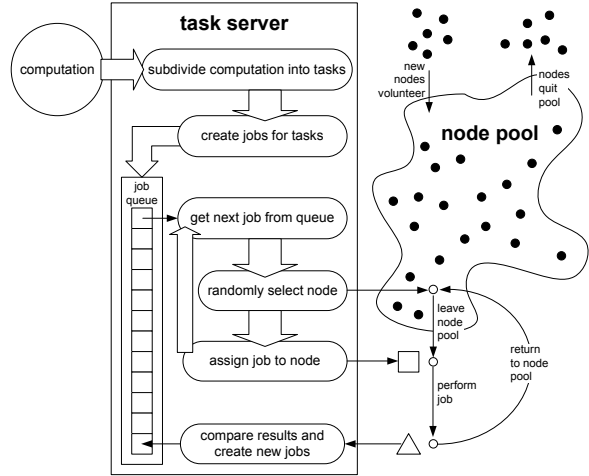 task server
computation
subdivide computation into tasks
create jobs for tasks
job
queue
get next job from queue
randomly select node
assign job to node
compare results and
create new jobs
new
nodes
volunteer
nodes
quit
pool
node pool
leave
node
pool
perform
job
return
to node
pool